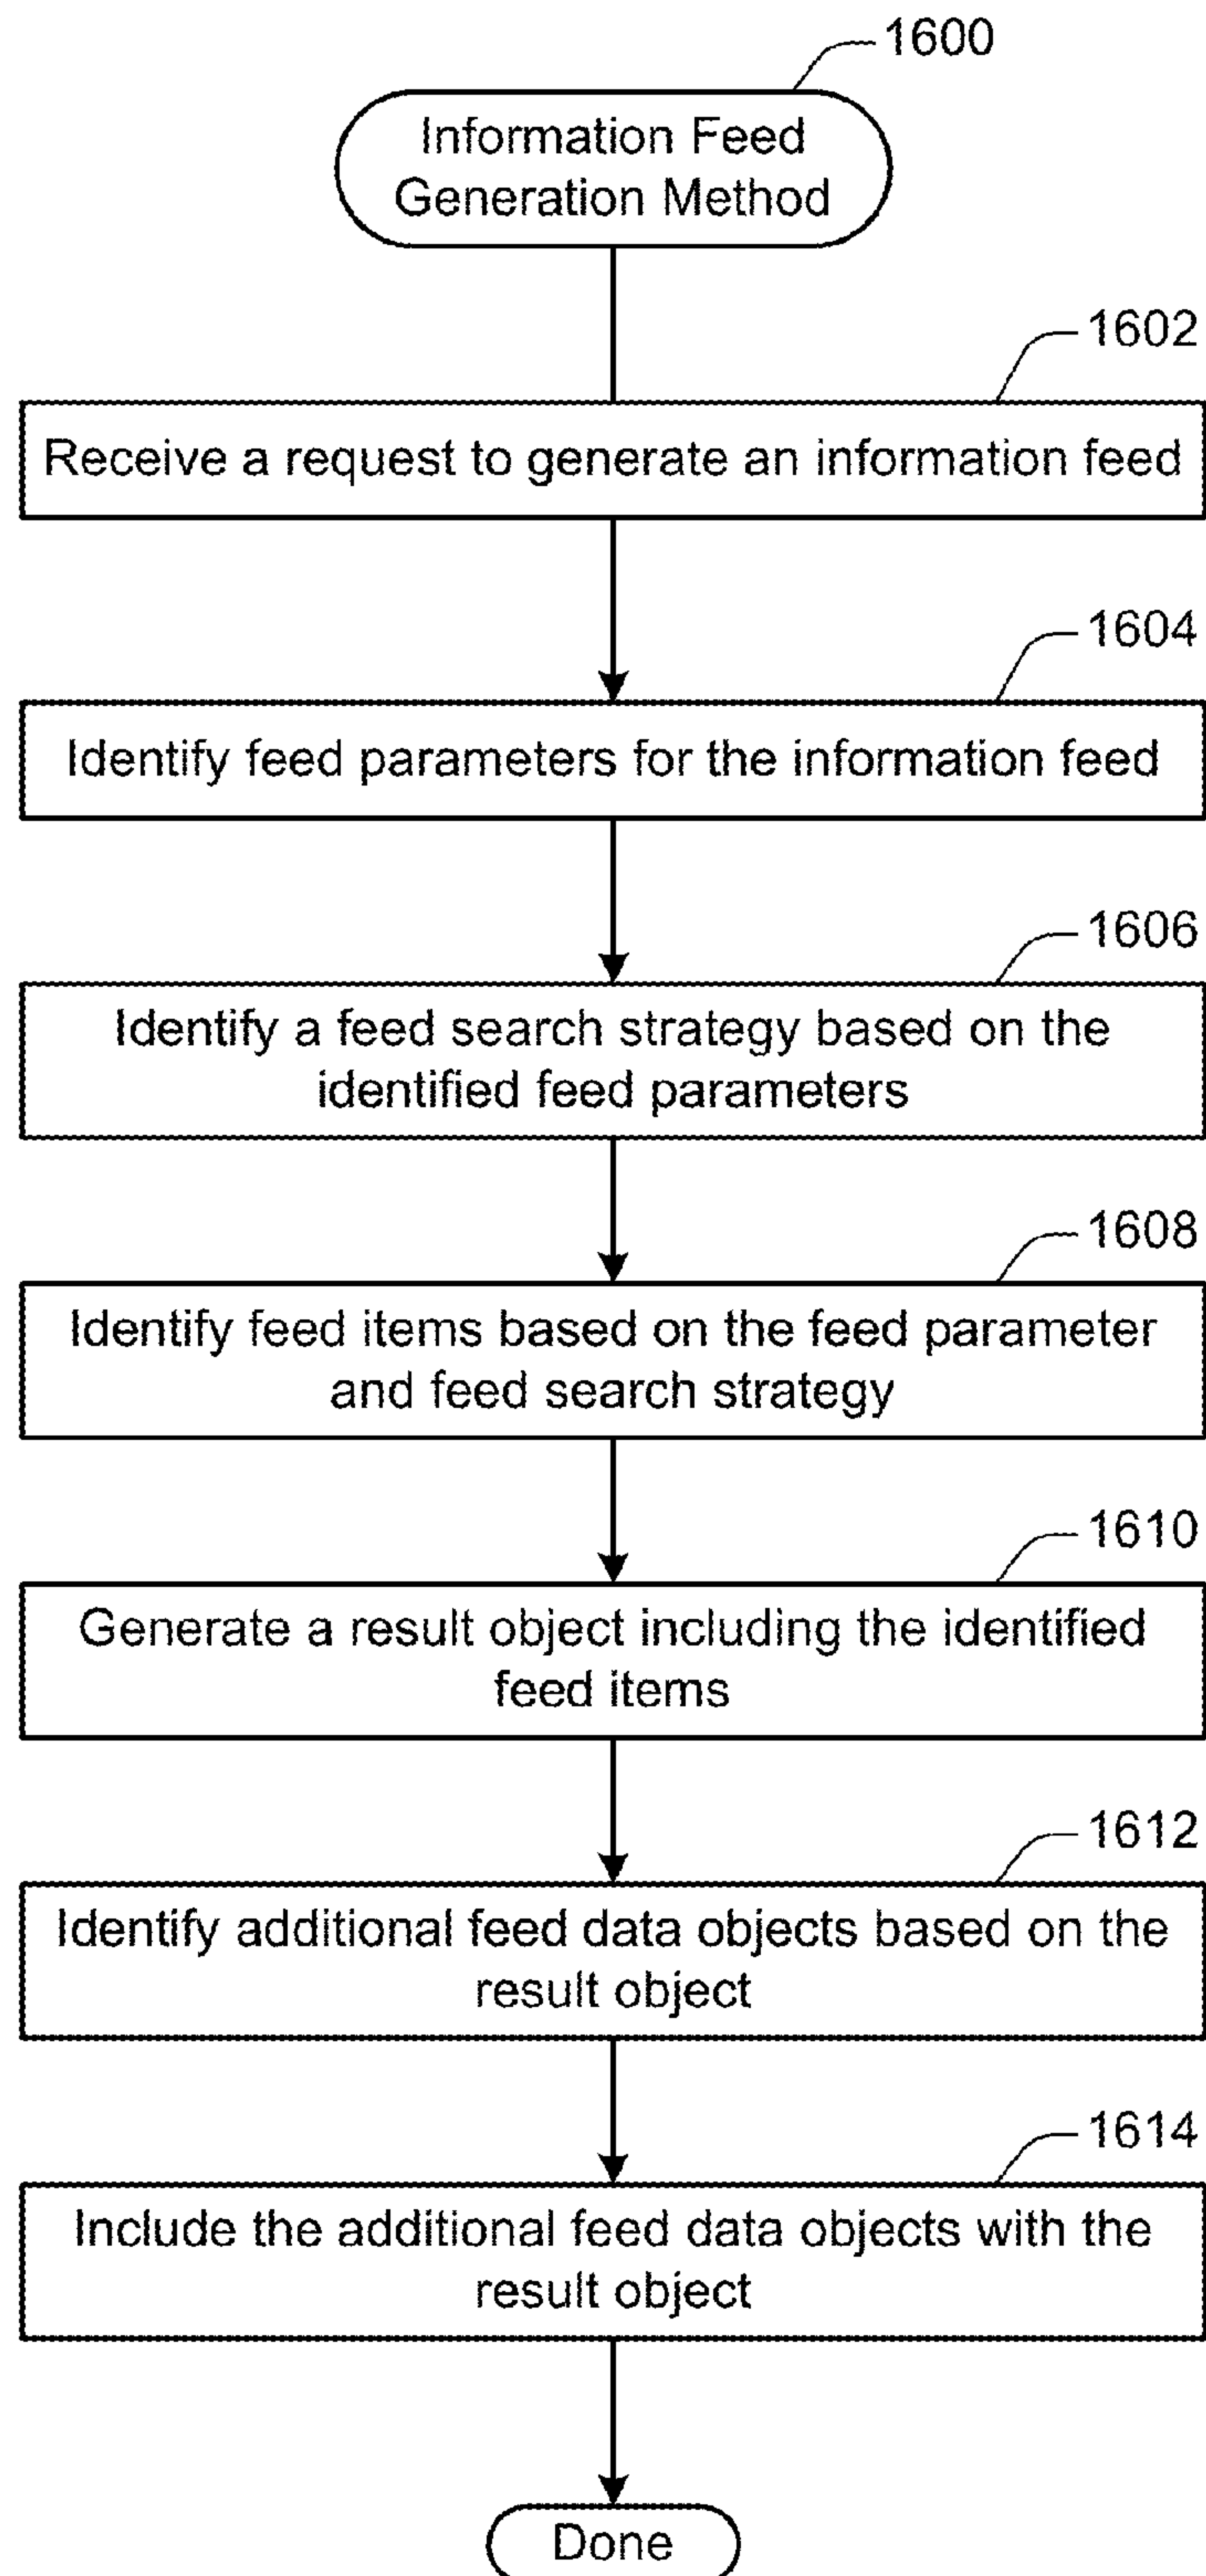 1600
Information Feed
Generation Method
1602
Receive a request to generate an information feed
1604
Identify feed parameters for the information feed
1606
Identify a feed search strategy based on the
identified feed parameters
1608
Identify feed items based on the feed parameter
and feed search strategy
1610
Generate a result object including the identified
feed items
1612
Identify additional feed data objects based on the
result object
1614
Include the additional feed data objects with the
result object
Done